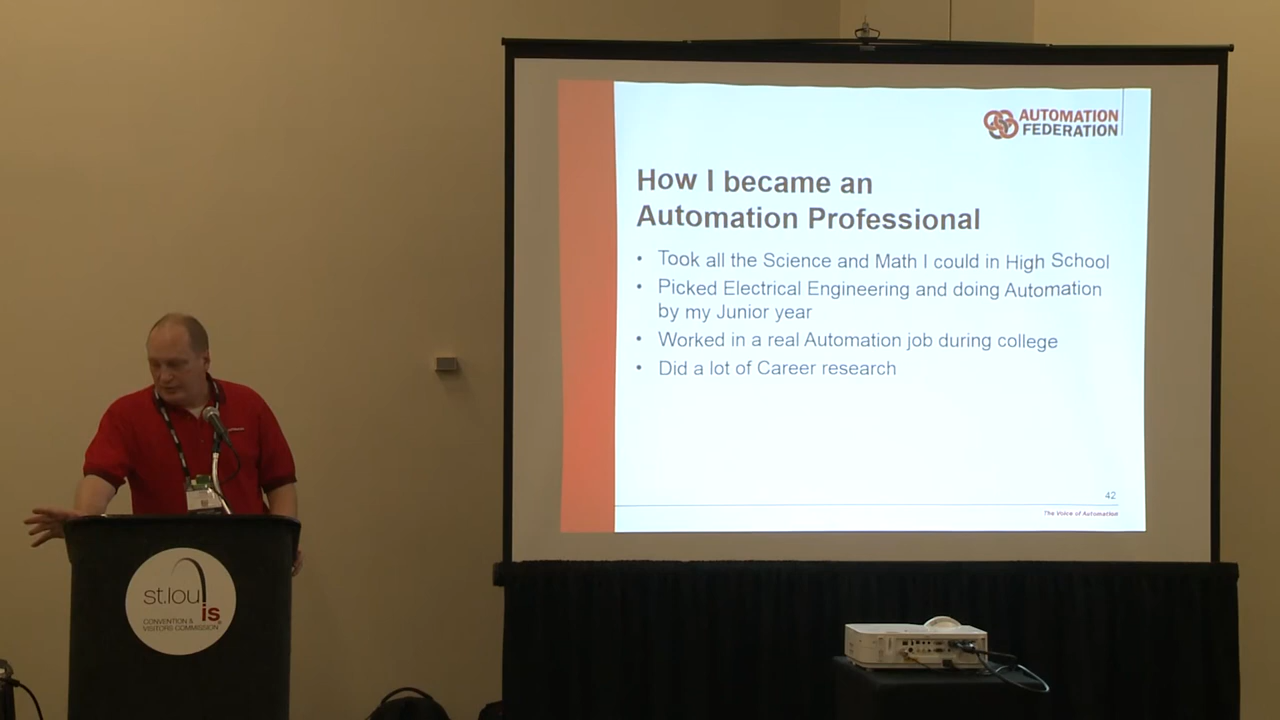 AUTOMATION
FEDERATION
How I became an
Automation Professional
• Took all the Science and Math I could in High School
• Picked Electrical Engineering and doing Automation
by my Junior year
• Worked in a real Automation job during college
• Did a lot of Career research
42
The Voice of Automation
st.louis
CONVENTION &
VISITORS COMMISSION